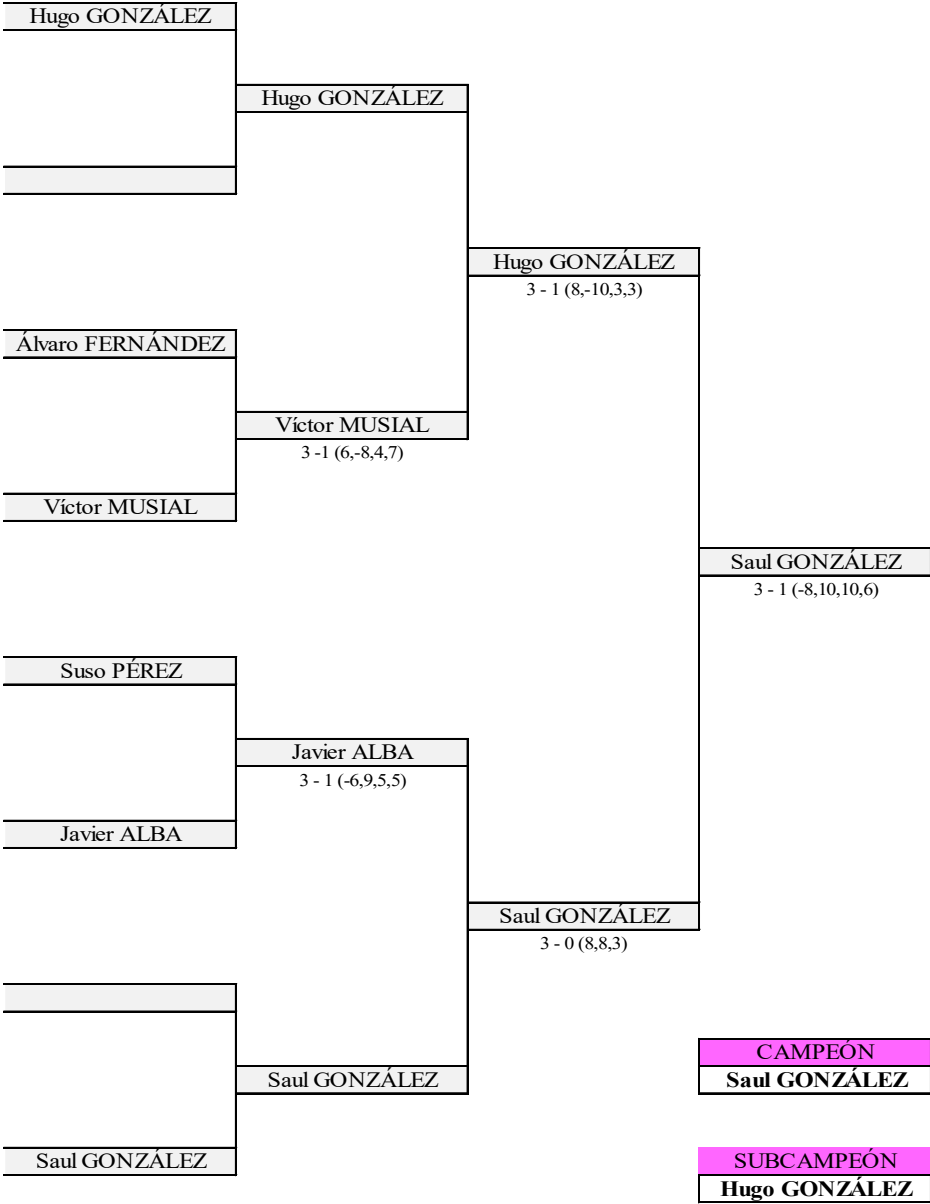 Hugo GONZÁLEZ
Hugo GONZÁLEZ
Hugo GONZÁLEZ
3 - 1 (8,-10,3,3)
Álvaro FERNÁNDEZ
Víctor MUSIAL
3 -1 (6,-8,4,7)
Víctor MUSIAL
Saul GONZÁLEZ
3 - 1 (-8,10,10,6)
Suso PÉREZ
Javier ALBA
3 - 1 (-6,9,5,5)
Javier ALBA
Saul GONZÁLEZ
3 - 0 (8,8,3)
CAMPEÓN
Saul GONZÁLEZ
Saul GONZÁLEZ
Saul GONZÁLEZ
SUBCAMPEÓN
Hugo GONZÁLEZ